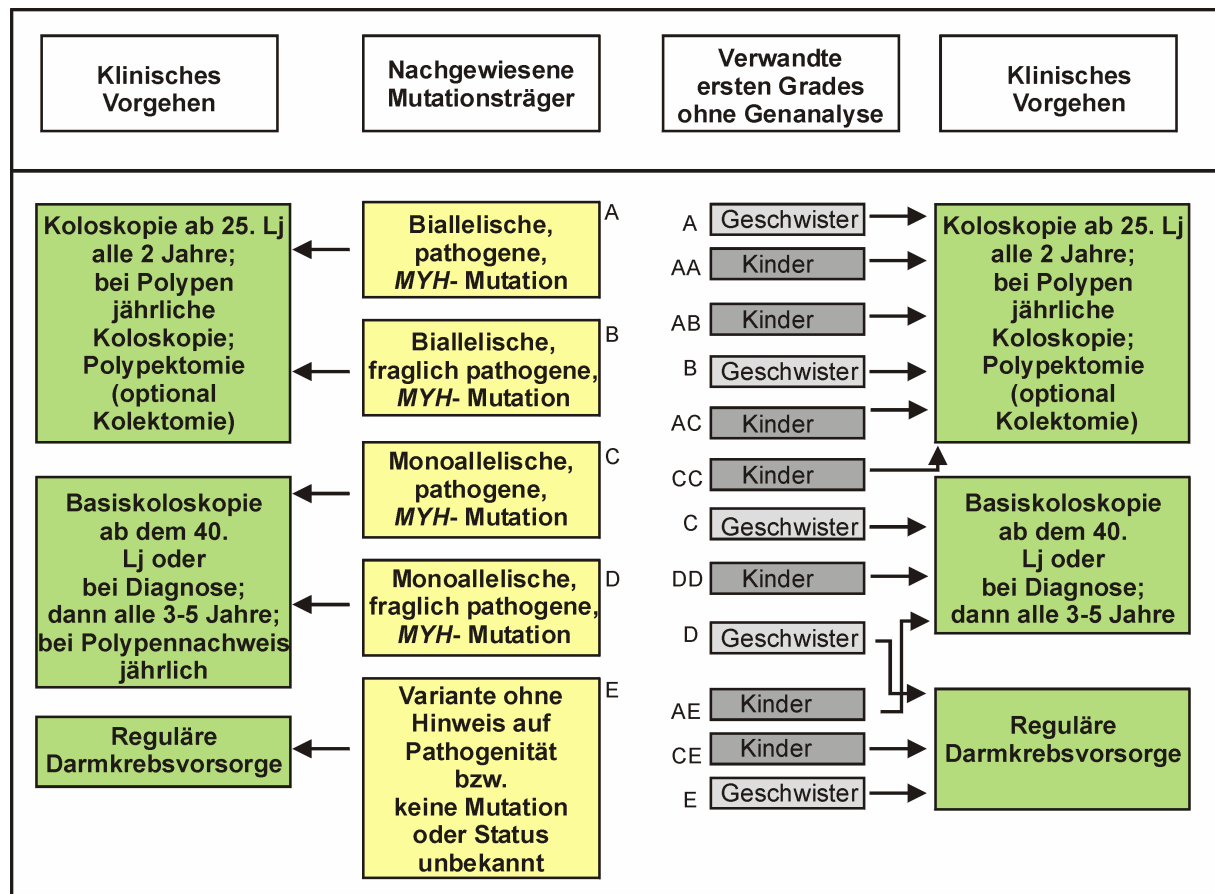 Klinisches
Vorgehen
Nachgewiesene
Mutationsträger
Verwandte
ersten Grades
ohne Genanalyse
Klinisches
Vorgehen
Koloskopie ab 25. Lj
alle 2 Jahre;
bei Polypen
jährliche
Koloskopie;
Polypektomie
(optional
Kolektomie)
Basiskoloskopie
ab dem 40.
Lj oder
bei Diagnose;
dann alle 3-5 Jahre;
bei Polypennachweis
jährlich
Reguläre
Darmkrebsvorsorge
A
Biallelische,
pathogene,
MYH- Mutation
B
Biallelische,
fraglich pathogene,
MYH- Mutation
C
Monoallelische,
pathogene,
MYH- Mutation
D
Monoallelische,
fraglich pathogene,
MYH- Mutation
E
Variante ohne
Hinweis auf
Pathogenität
bzw.
keine Mutation
oder Status
unbekannt
A Geschwister
AA Kinder
AB Kinder
B Geschwister
AC Kinder
CC Kinder
C Geschwister
DD Kinder
D Geschwister
AE Kinder
CE Kinder
E Geschwister
Koloskopie ab 25. Lj
alle 2 Jahre;
bei Polypen
jährliche
Koloskopie;
Polypektomie
(optional
Kolektomie)
Basiskoloskopie
ab dem 40.
Lj oder
bei Diagnose;
dann alle 3-5 Jahre
Reguläre
Darmkrebsvorsorge